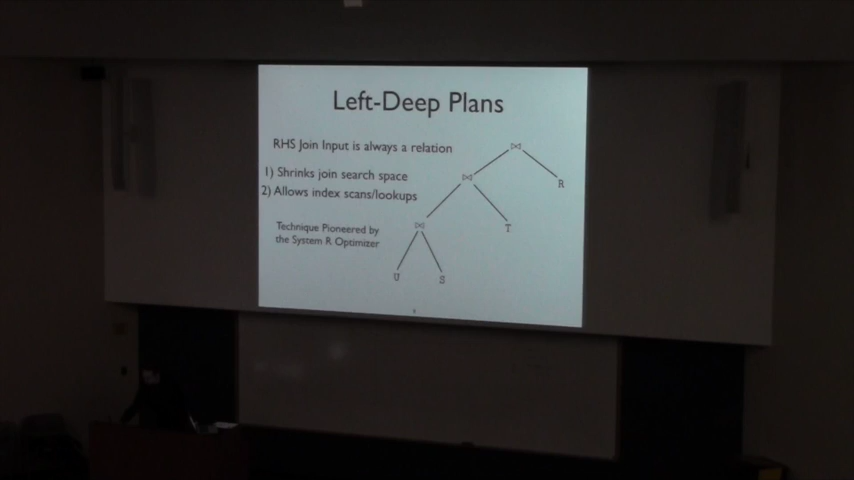 Left-Deep Plans
RHS Join Input is always a relation
1) Shrinks join search space
2) Allows index scans/lookups
Technique Pioneered by
the System R Optimizer
⋈
⋈
R
⋈
T
U
S